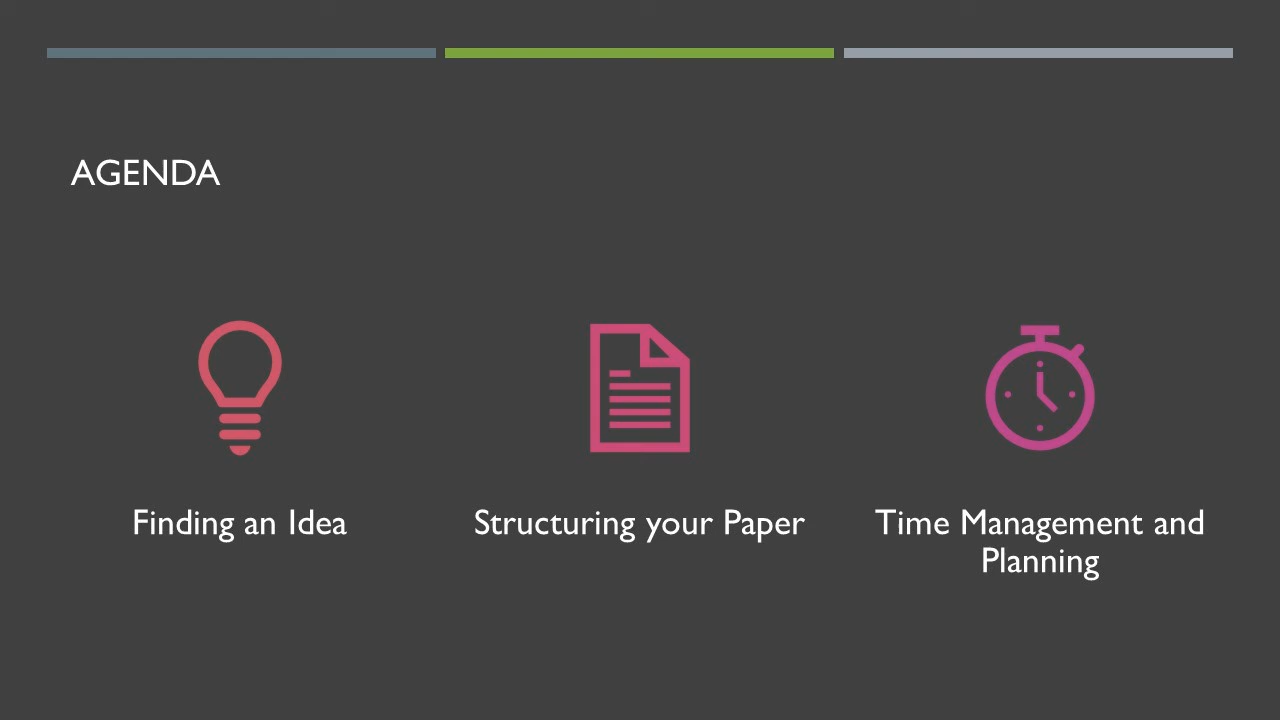 AGENDA
Finding an Idea
Structuring your Paper
Time Management and
Planning